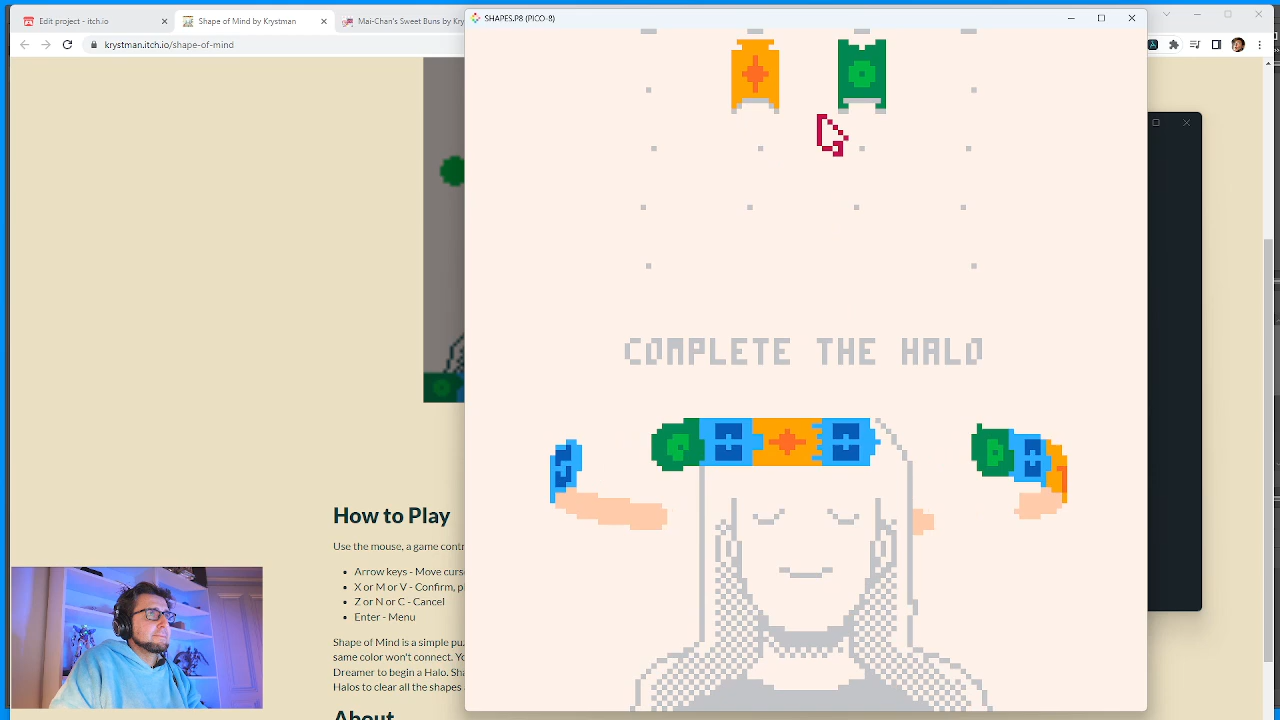 Edit project - itch.io
Shape of Mind by Krystman
Mai-Chan's Sweet Buns by Kry
SHAPES.P8 (PICO-8)
krystman.itch.io/shape-of-mind
COMPLETE THE HALO
How to Play
Use the mouse, a game contr
Arrow keys - Move curs
X or M or V - Confirm, p
Z or N or C - Cancel
Enter - Menu
Shape of Mind is a simple puz
same color won't connect. Yo
Dreamer to begin a Halo. Sha
Halos to clear all the shapes
About